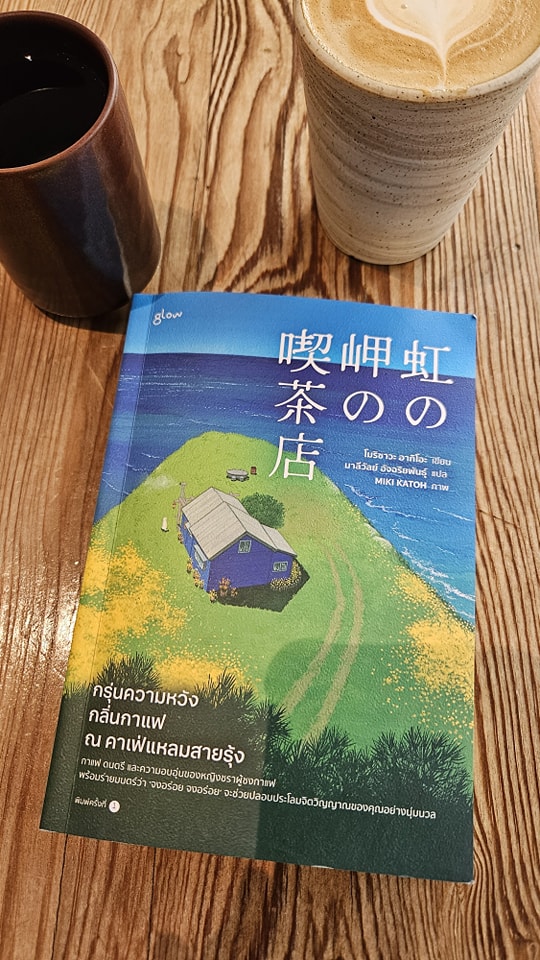 glow
虹の
岬の
喫茶店
โมริซาวะ อากิโอะ เขียน
มาลีวัลย์ อัจฉริยพันธุ์ แปล
MIKI KATOH ภาพ
กรุ่นความหวัง
กลิ่นกาแฟ
ณ คาเฟ่แหลมสายรุ้ง
กาแฟ ดนตรี และความอบอุ่นของหญิงชราผู้ชงกาแฟ
พร้อมร่ายมนตร์ว่า 'จงอร่อย จงอร่อย' จะช่วยปลอบประโลมจิตวิญญาณของคุณอย่างนุ่มนวล
พิมพ์ครั้งที่ 1